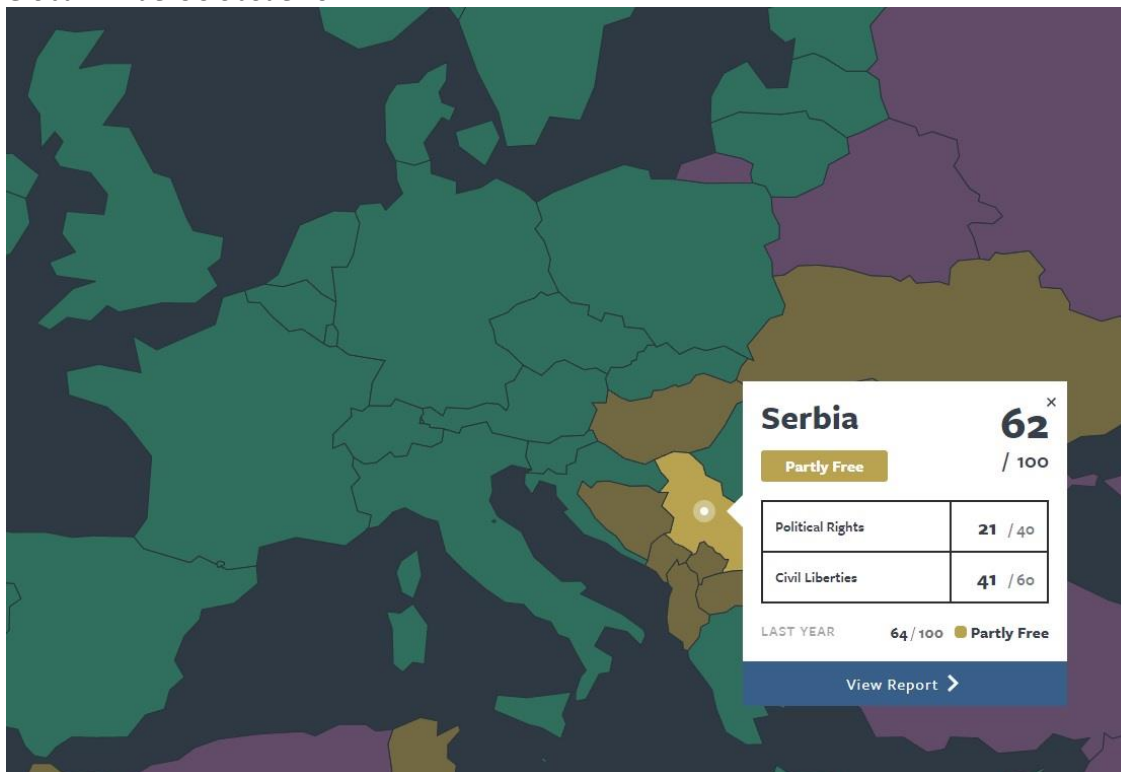 Serbia
×
62
/ 100
Partly Free
Political Rights 21 /40
Civil Liberties 41 /60
LAST YEAR 64/100 Partly Free
View Report